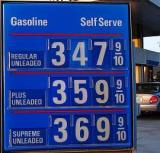 Gasoline Self Serve
REGULAR UNLEADED 3 4 7 9/10
PLUS UNLEADED 3 5 9 9/10
SUPREME UNLEADED 3 6 9 9/10